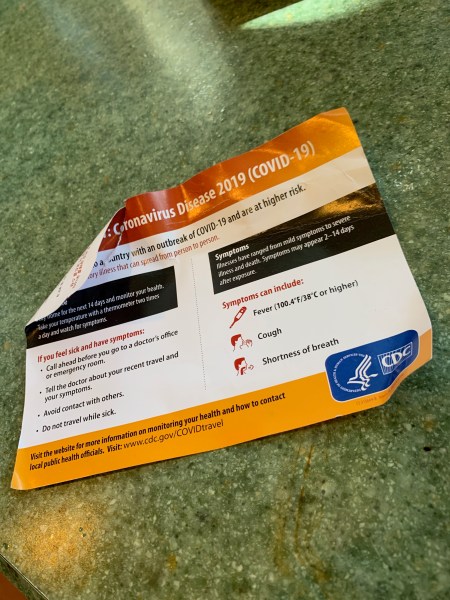 : Coronavirus Disease 2019 (COVID-19)
a country with an outbreak of COVID-19 and are at higher risk.
illness that can spread from person to person.
home for the next 14 days and monitor your health.
Take your temperature with a thermometer two times
a day and watch for symptoms.
If you feel sick and have symptoms:
• Call ahead before you go to a doctor's office
or emergency room.
• Tell the doctor about your recent travel and
your symptoms.
• Avoid contact with others.
• Do not travel while sick.
Symptoms
Illnesses have ranged from mild symptoms to severe
illness and death. Symptoms may appear 2–14 days
after exposure.
Symptoms can include:
Fever (100.4°F/38°C or higher)
Cough
Shortness of breath
CDC
Visit the website for more information on monitoring your health and how to contact
local public health officials. Visit: www.cdc.gov/COVIDtravel